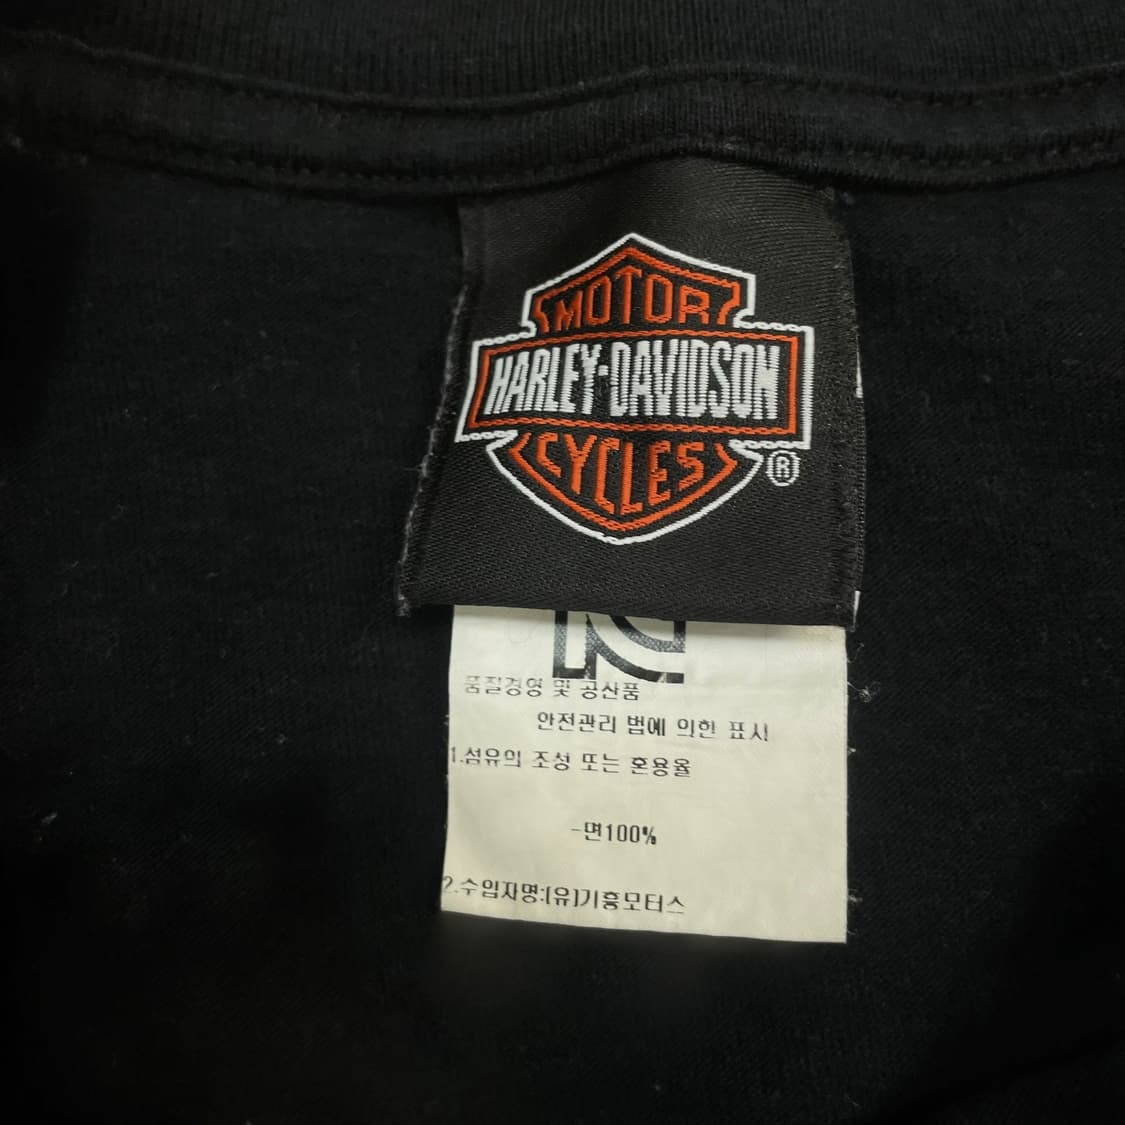 MOTOR
HARLEY-DAVIDSON
CYCLES
®
품질경영 및 공산품
안전관리 법에 의한 표시
1.섬유의 조성 또는 혼용율
-면100%
2.수입자명:[유]기흥모터스